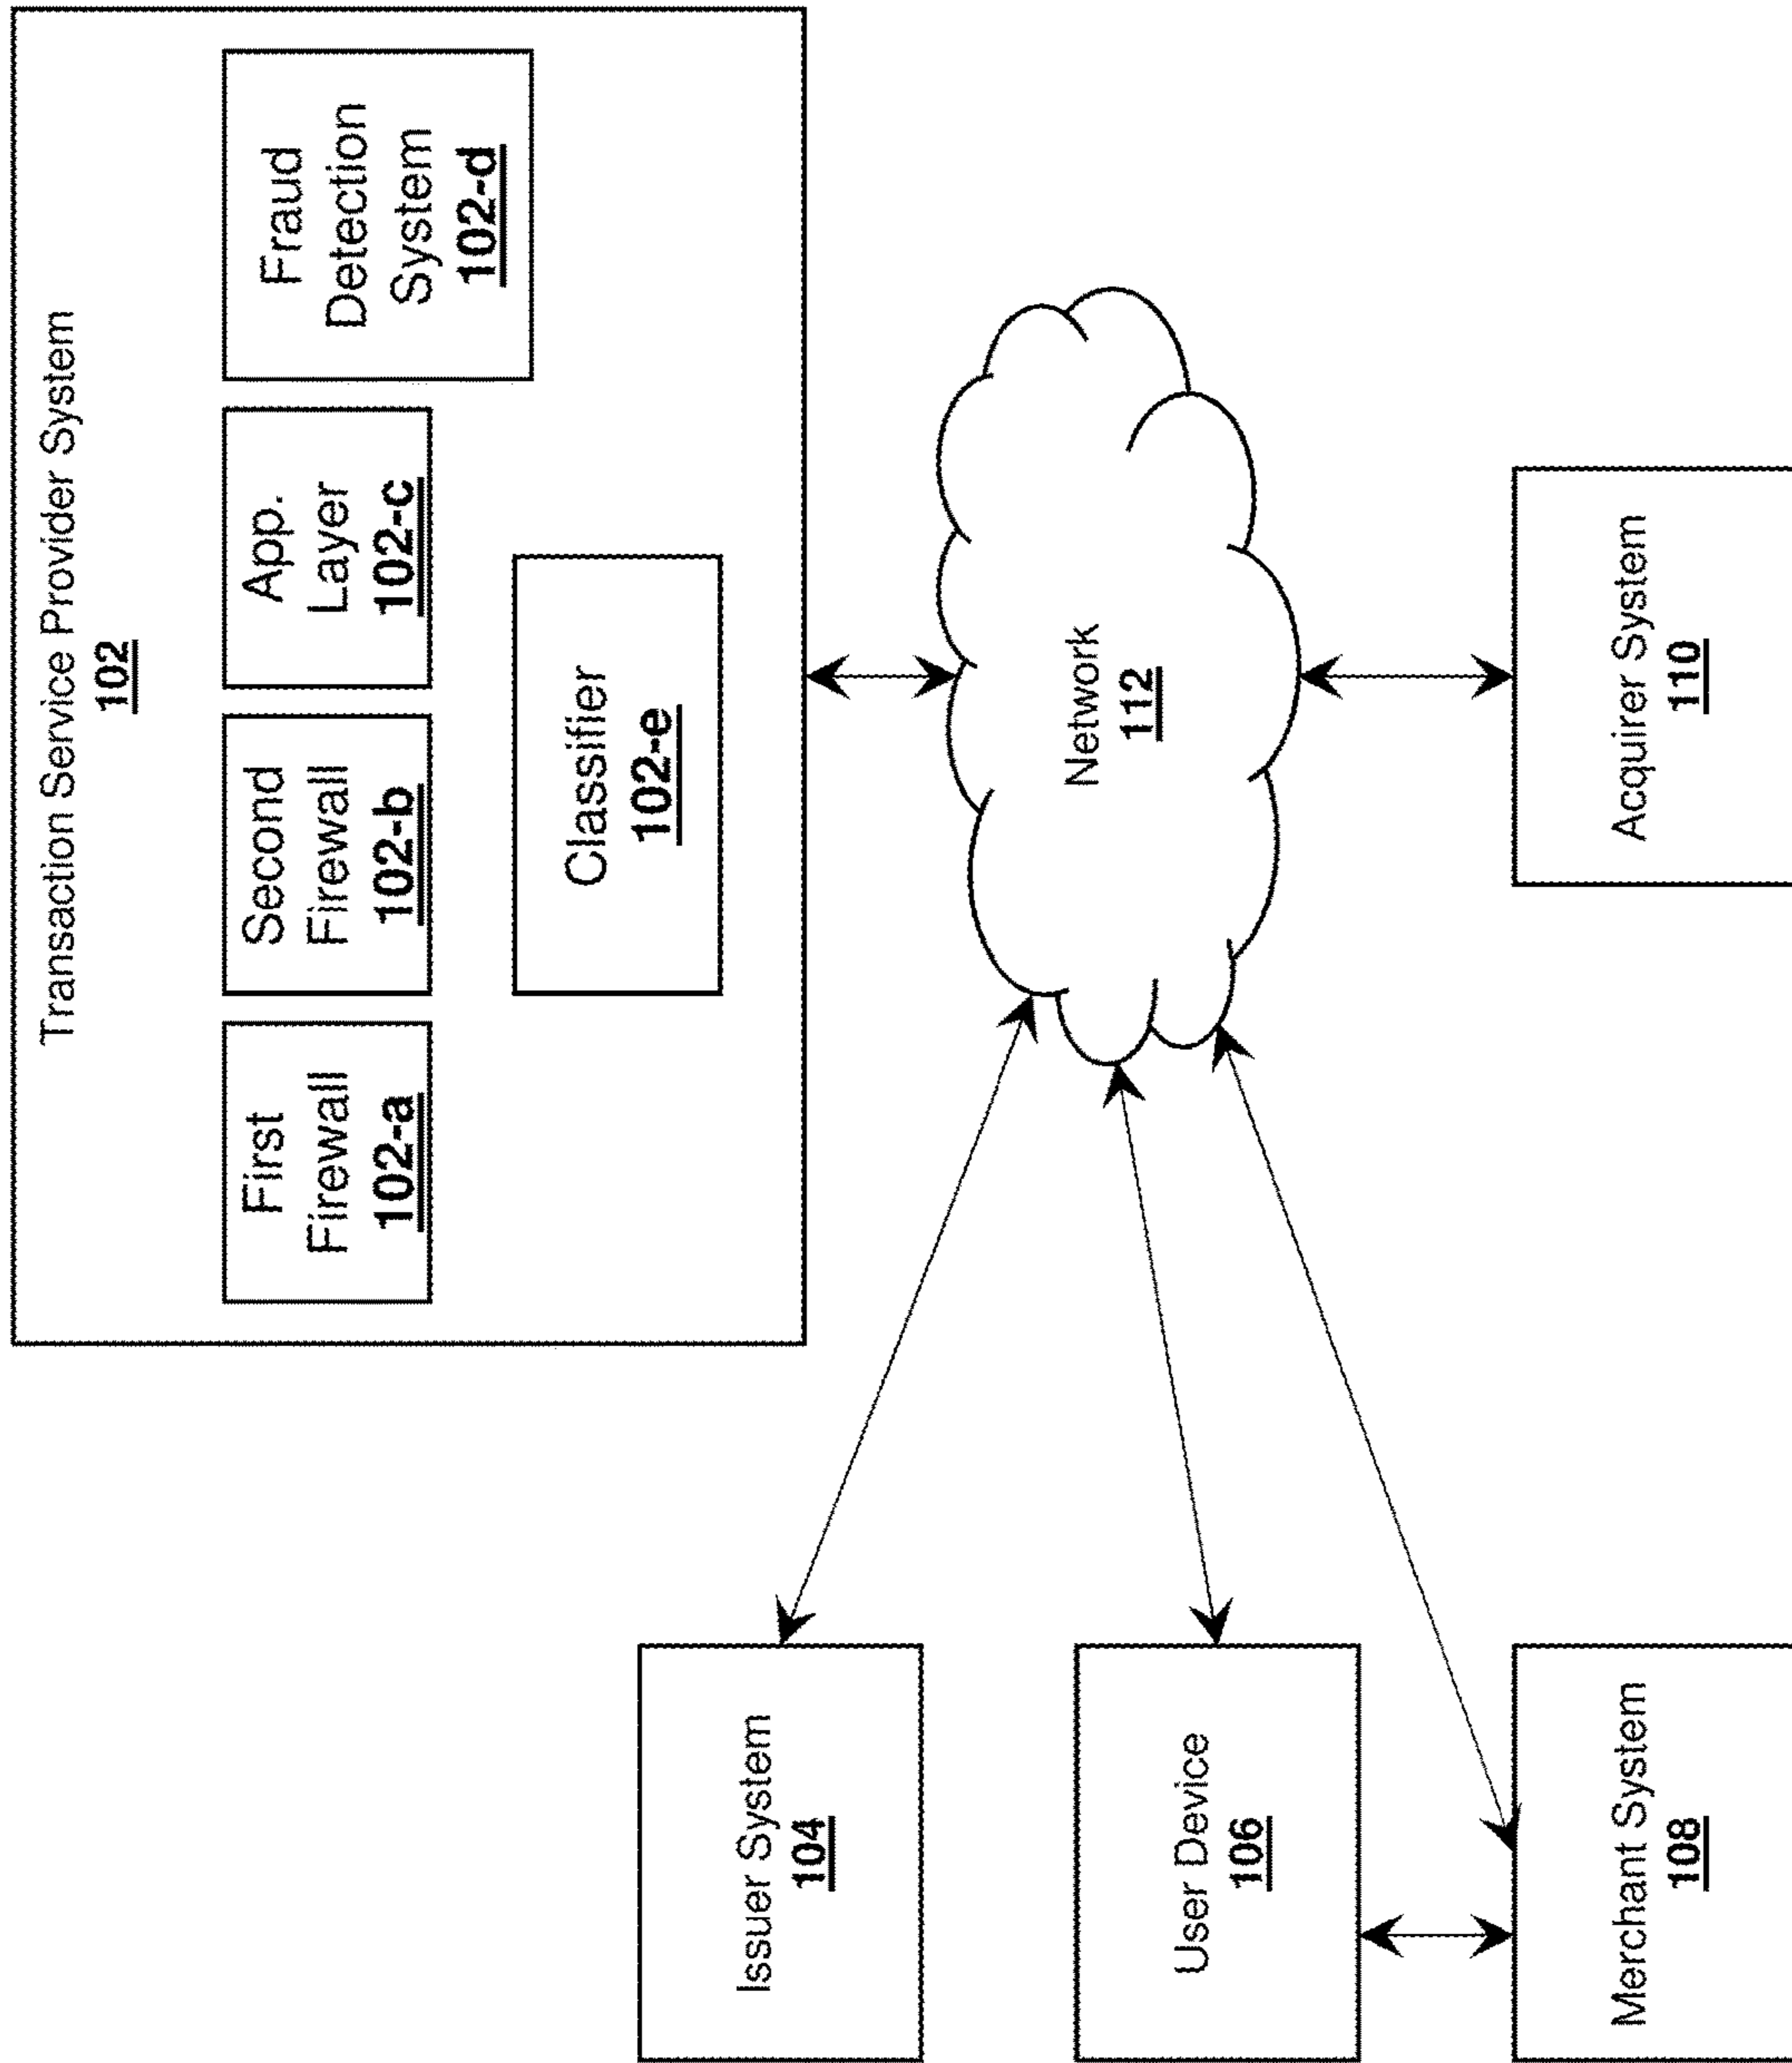 Transaction Service Provider System
102
First
Firewall
102-a
Second
Firewall
102-b
App.
Layer
102-c
Fraud
Detection
System
102-d
Classifier
102-e
Issuer System
104
Network
112
User Device
106
Merchant System
108
Acquirer System
110